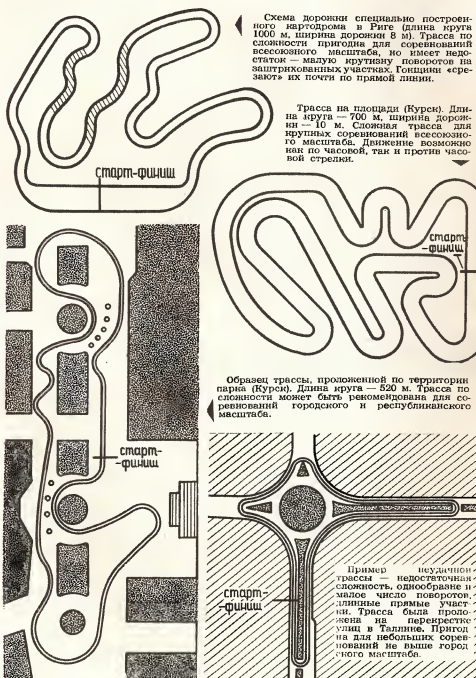 Схема дорожки специально построен-
ного картодрома в Риге (длина круга
1000 м, ширина дорожки 8 м). Трасса по
сложности пригодна для соревнований
всесоюзного масштаба, но имеет недо-
статок — малую крутизну поворотов на
заштрихованных участках. Гонщики «сре-
зают» их почти по прямой линии.
Трасса на площади (Курск). Дли-
на круга — 700 м, ширина дорож-
ки — 10 м. Сложная трасса для
крупных соревнований всесоюзно-
го масштаба. Движение возможно
как по часовой, так и против часо-
вой стрелки.
старт-финиш
старт-
-финиш
Образец трассы, проложенной по территории
парка (Курск). Длина круга — 520 м. Трасса по
сложности может быть рекомендована для со-
ревнований городского и республиканского
масштаба.
старт-
-финиш
старт-
-финиш
Пример неудачной
трассы — недостаточная
сложность, однообразие и
малое число поворотов,
длинные прямые участ-
ки. Трасса была проло-
жена на перекрестке
улиц в Таллине. Пригод
на для небольших сорев-
нований не выше город
ского масштаба.